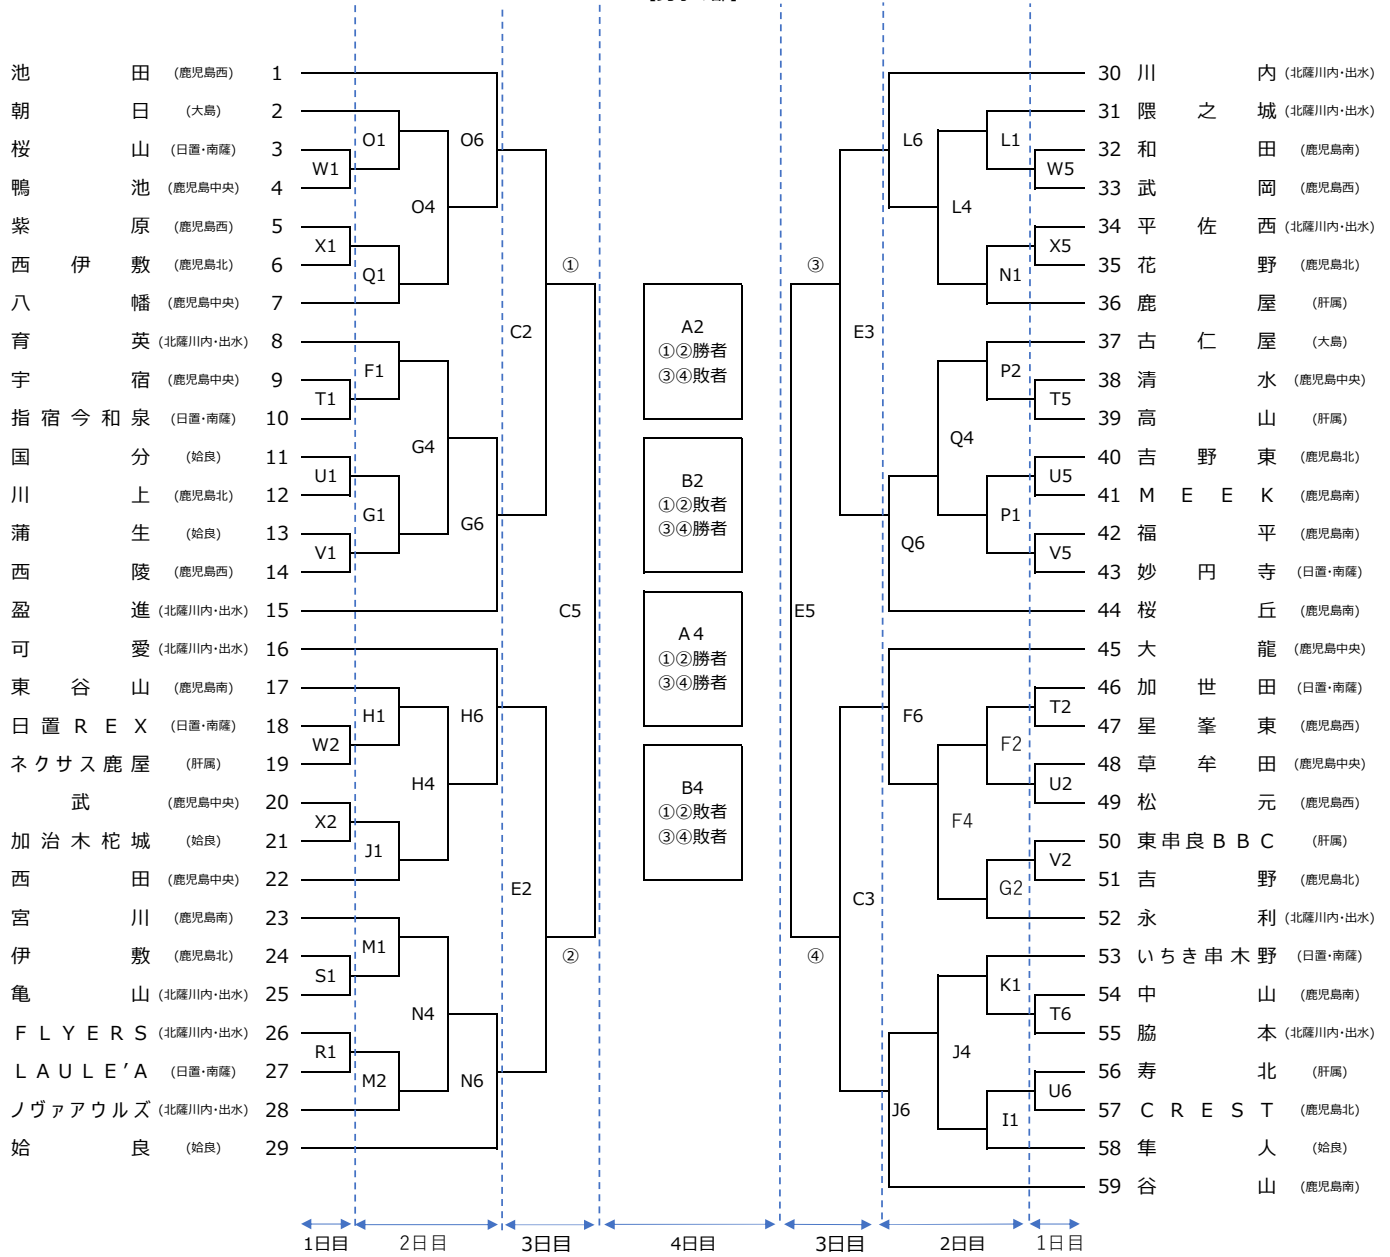 池田 (鹿児島西) 1
朝日 (大島) 2
桜山 (日置・南薩) 3
鴨池 (鹿児島中央) 4
紫原 (鹿児島西) 5
西伊敷 (鹿児島北) 6
八幡 (鹿児島中央) 7
育英 (北薩川内・出水) 8
宇宿 (鹿児島中央) 9
指宿今和泉 (日置・南薩) 10
国分 (姶良) 11
川上 (鹿児島北) 12
蒲生 (姶良) 13
西陵 (鹿児島西) 14
盈進 (北薩川内・出水) 15
可愛 (北薩川内・出水) 16
東谷山 (鹿児島南) 17
日置REX (日置・南薩) 18
ネクサス鹿屋 (肝属) 19
武 (鹿児島中央) 20
加治木柁城 (姶良) 21
西田 (鹿児島中央) 22
宮川 (鹿児島南) 23
伊敷 (鹿児島北) 24
亀山 (北薩川内・出水) 25
FLYERS (北薩川内・出水) 26
LAULE'A (日置・南薩) 27
ノヴァアウルズ (北薩川内・出水) 28
姶良 (姶良) 29
W1
X1
T1
U1
V1
W2
X2
S1
R1
O1
Q1
F1
G1
H1
J1
M1
M2
O4
G4
H4
N4
O6
G6
H6
N6
C2
E2
①
②
C5
A2
①②勝者
③④敗者
B2
①②敗者
③④勝者
A4
①②勝者
③④勝者
B4
①②敗者
③④敗者
E5
③
④
E3
C3
L6
Q6
F6
J6
L4
Q4
F4
J4
L1
N1
P2
P1
F2
G2
K1
I1
W5
X5
T5
U5
V5
T2
U2
V2
T6
U6
30 川内 (北薩川内・出水)
31 隈之城 (北薩川内・出水)
32 和田 (鹿児島南)
33 武岡 (鹿児島西)
34 平佐西 (北薩川内・出水)
35 花野 (鹿児島北)
36 鹿屋 (肝属)
37 古仁屋 (大島)
38 清水 (鹿児島中央)
39 高山 (肝属)
40 吉野東 (鹿児島北)
41 MEEK (鹿児島南)
42 福平 (鹿児島南)
43 妙円寺 (日置・南薩)
44 桜丘 (鹿児島南)
45 大龍 (鹿児島中央)
46 加世田 (日置・南薩)
47 星峯東 (鹿児島西)
48 草牟田 (鹿児島中央)
49 松元 (鹿児島西)
50 東串良BBC (肝属)
51 吉野 (鹿児島北)
52 永利 (北薩川内・出水)
53 いちき串木野 (日置・南薩)
54 中山 (鹿児島南)
55 脇本 (北薩川内・出水)
56 寿北 (肝属)
57 CREST (鹿児島北)
58 隼人 (姶良)
59 谷山 (鹿児島南)
1日目 2日目 3日目 4日目 3日目 2日目 1日目